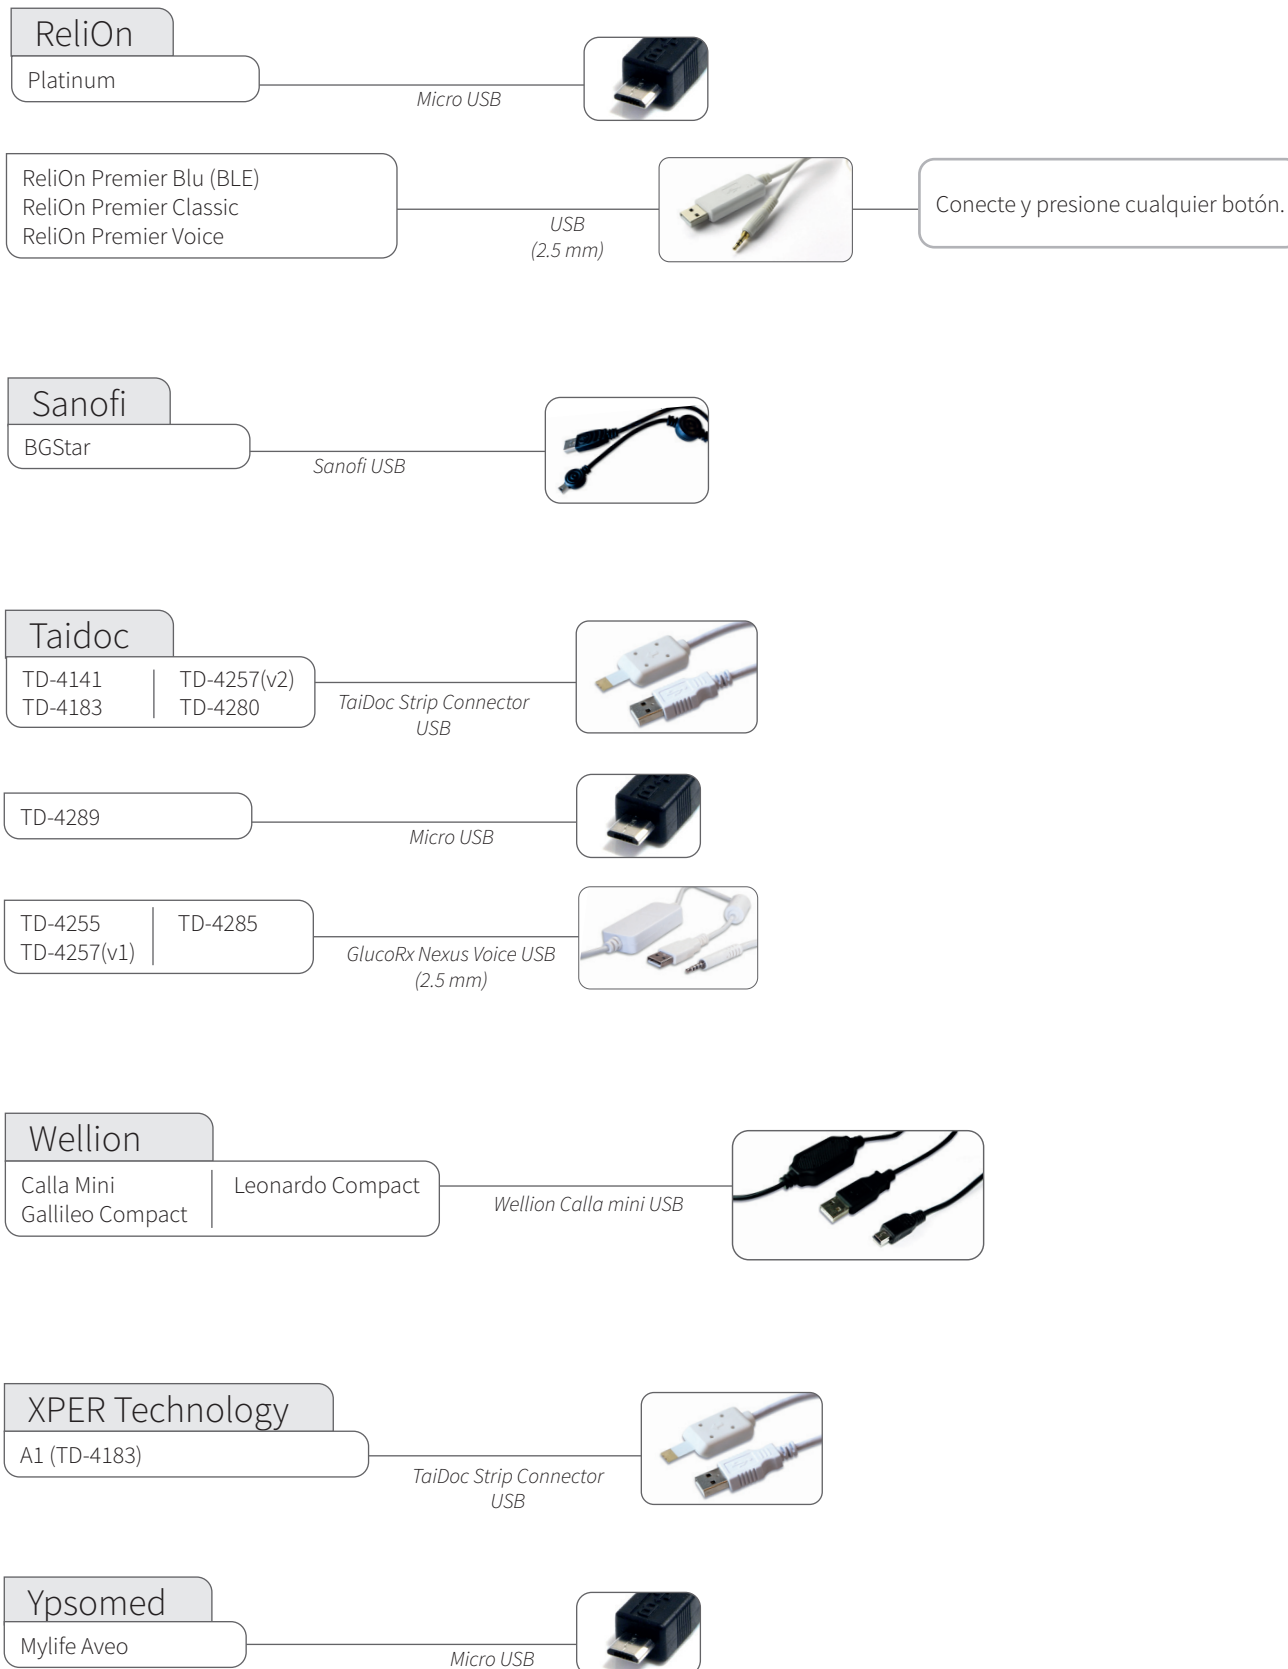 ReliOn
Platinum
Micro USB
ReliOn Premier Blu (BLE)
ReliOn Premier Classic
ReliOn Premier Voice
USB
(2.5 mm)
Conecte y presione cualquier botón.
Sanofi
BGStar
Sanofi USB
Taidoc
TD-4141
TD-4183
TD-4257(v2)
TD-4280
TaiDoc Strip Connector
USB
TD-4289
Micro USB
TD-4255
TD-4257(v1)
TD-4285
GlucoRx Nexus Voice USB
(2.5 mm)
Wellion
Calla Mini
Gallileo Compact
Leonardo Compact
Wellion Calla mini USB
XPER Technology
A1 (TD-4183)
TaiDoc Strip Connector
USB
Ypsomed
Mylife Aveo
Micro USB